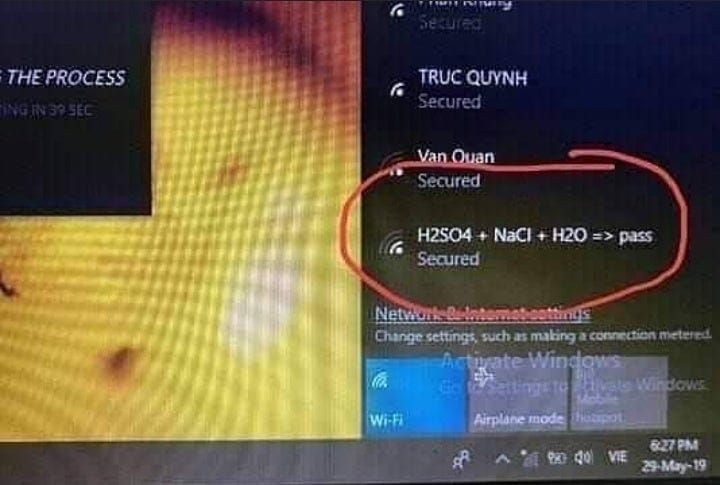 THE PROCESS
ING IN 39 SEC
Secured
TRUC QUYNH
Secured
Van Quan
Secured
H2SO4 + NaCl + H2O => pass
Secured
Network & Internet settings
Change settings, such as making a connection metered.
Activate Windows
Go to Settings to activate Windows.
Wi-Fi
Airplane mode
Mobile
hotspot
VIE
6:27 PM
29-May-19